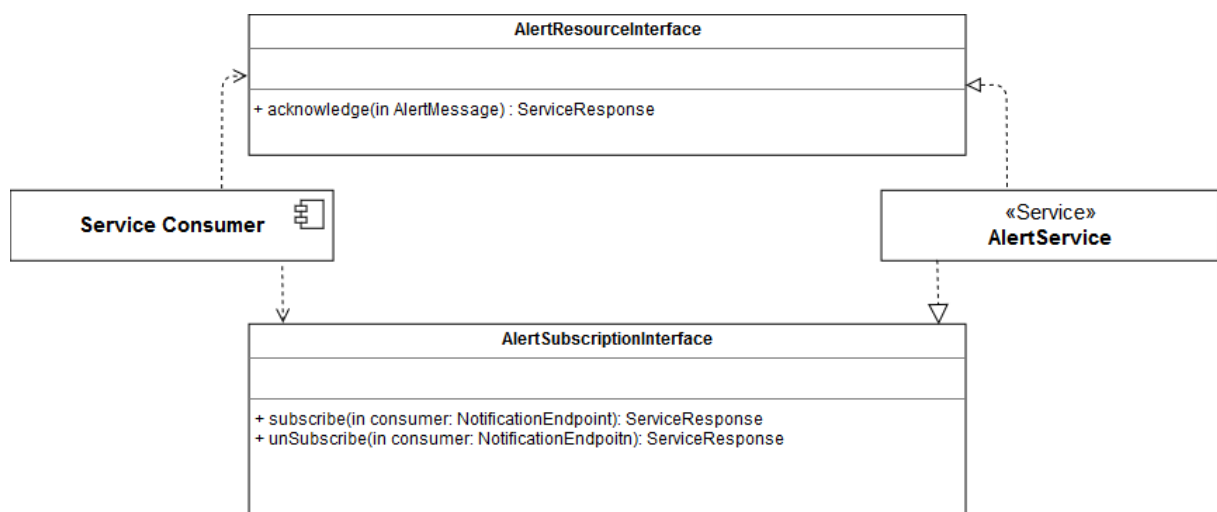 AlertResourceInterface
+ acknowledge(in AlertMessage) : ServiceResponse
Service Consumer
«Service»
AlertService
AlertSubscriptionInterface
+ subscribe(in consumer: NotificationEndpoint): ServiceResponse
+ unSubscribe(in consumer: NotificationEndpoitn): ServiceResponse